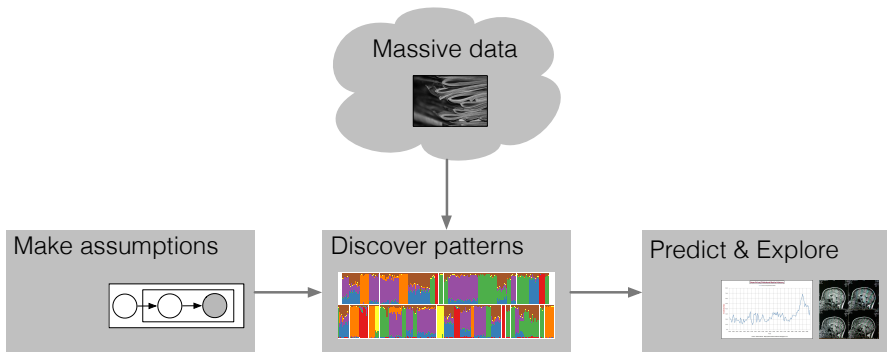 Massive data
Make assumptions
Discover patterns
Predict & Explore